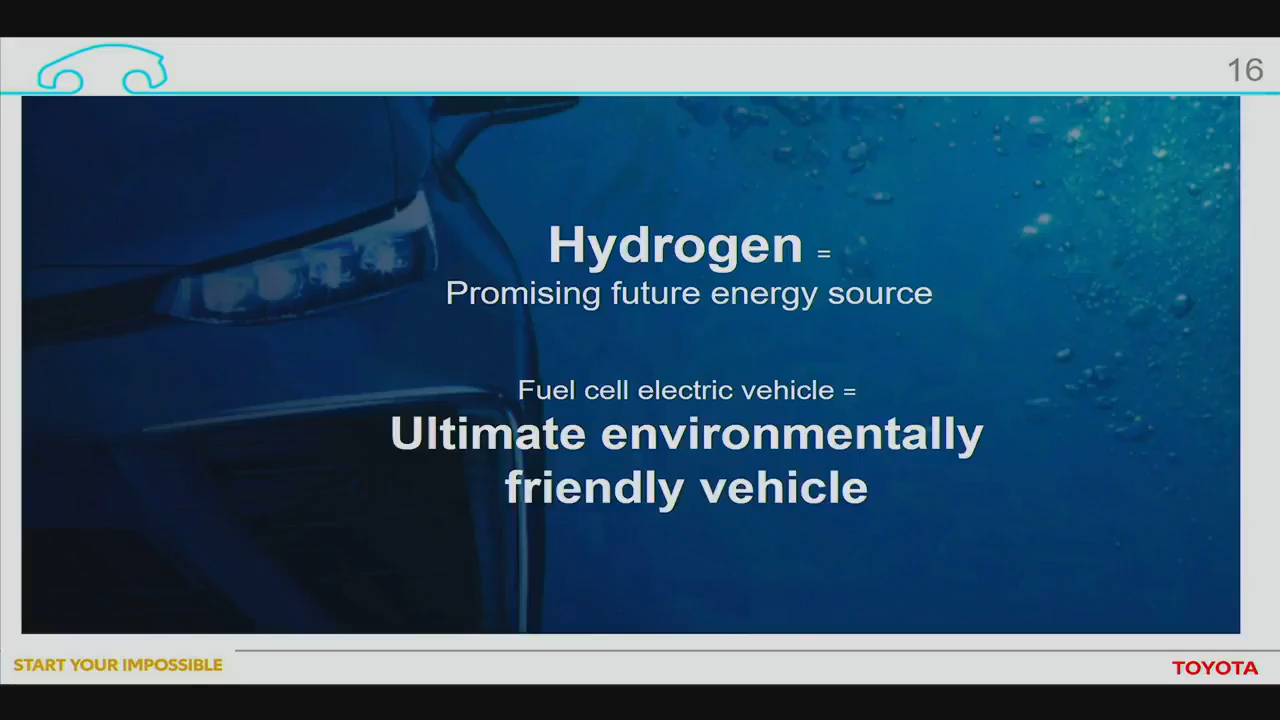 16
Hydrogen =
Promising future energy source
Fuel cell electric vehicle =
Ultimate environmentally
friendly vehicle
START YOUR IMPOSSIBLE
TOYOTA